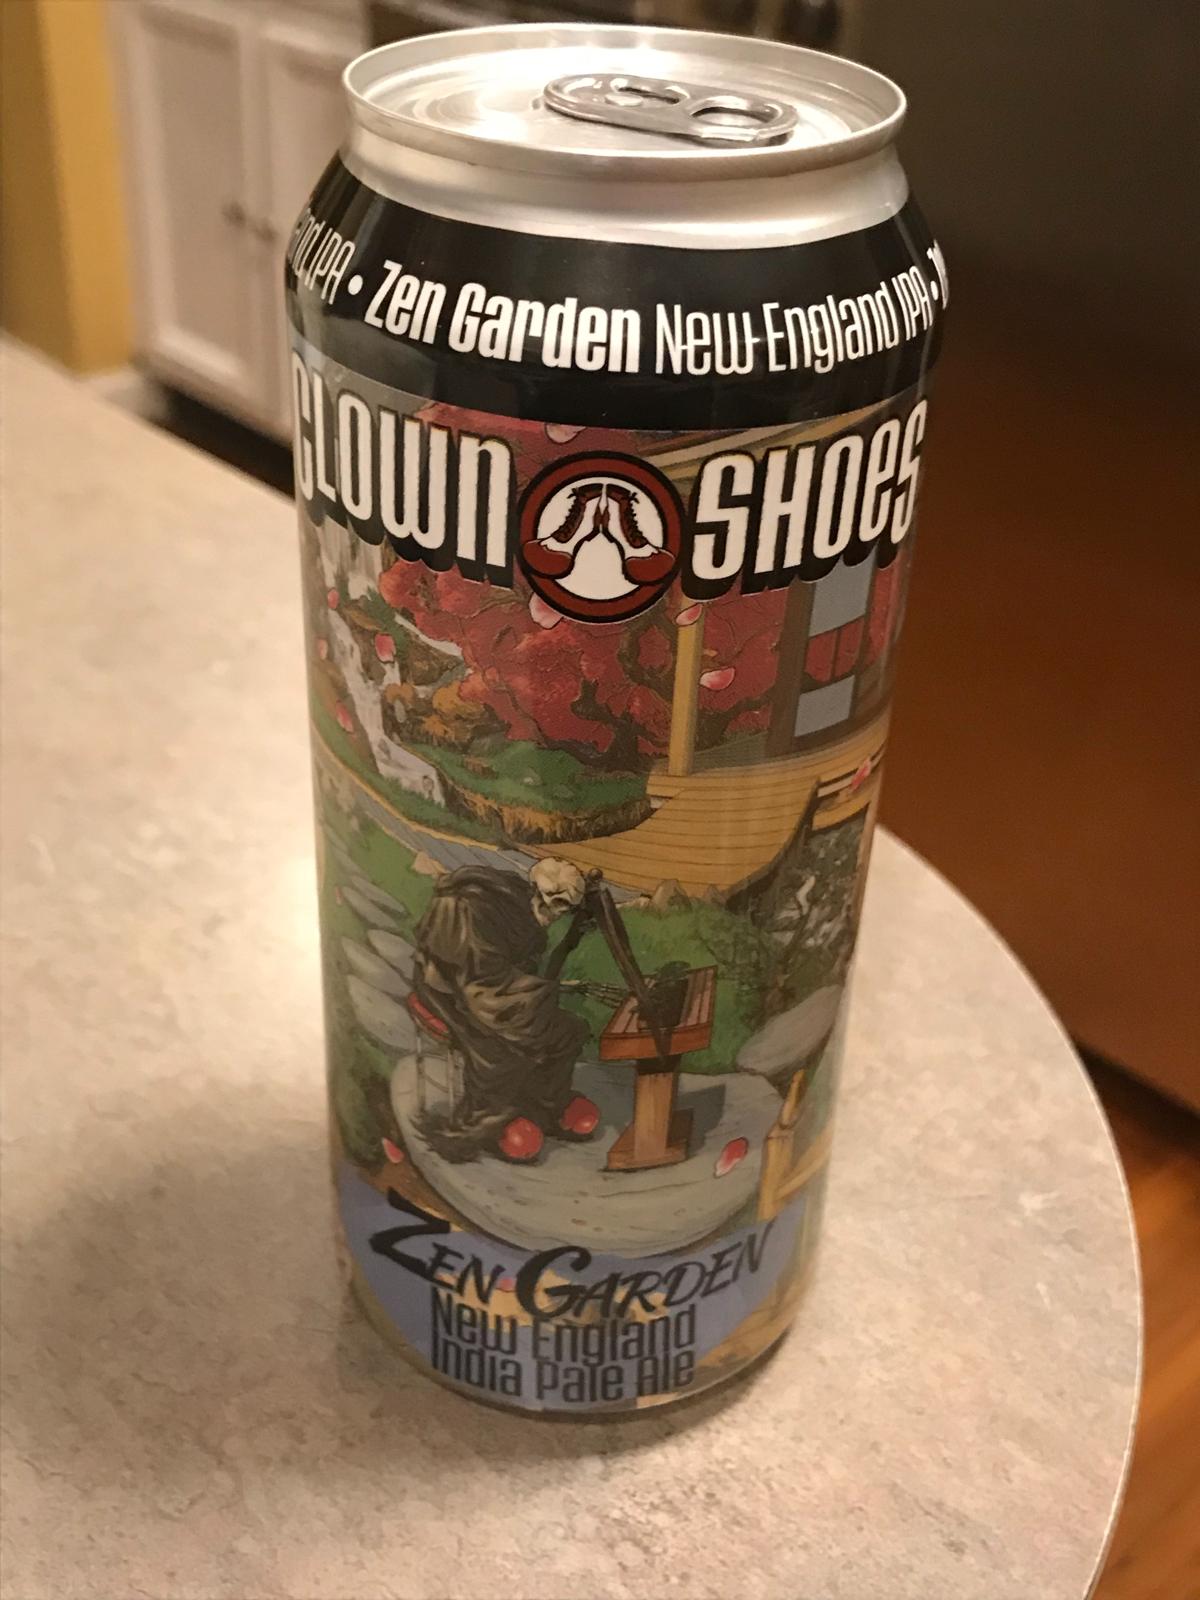 IPA • Zen Garden New England IPA •
CLOWN SHOES
ZEN GARDEN
New England
India Pale Ale